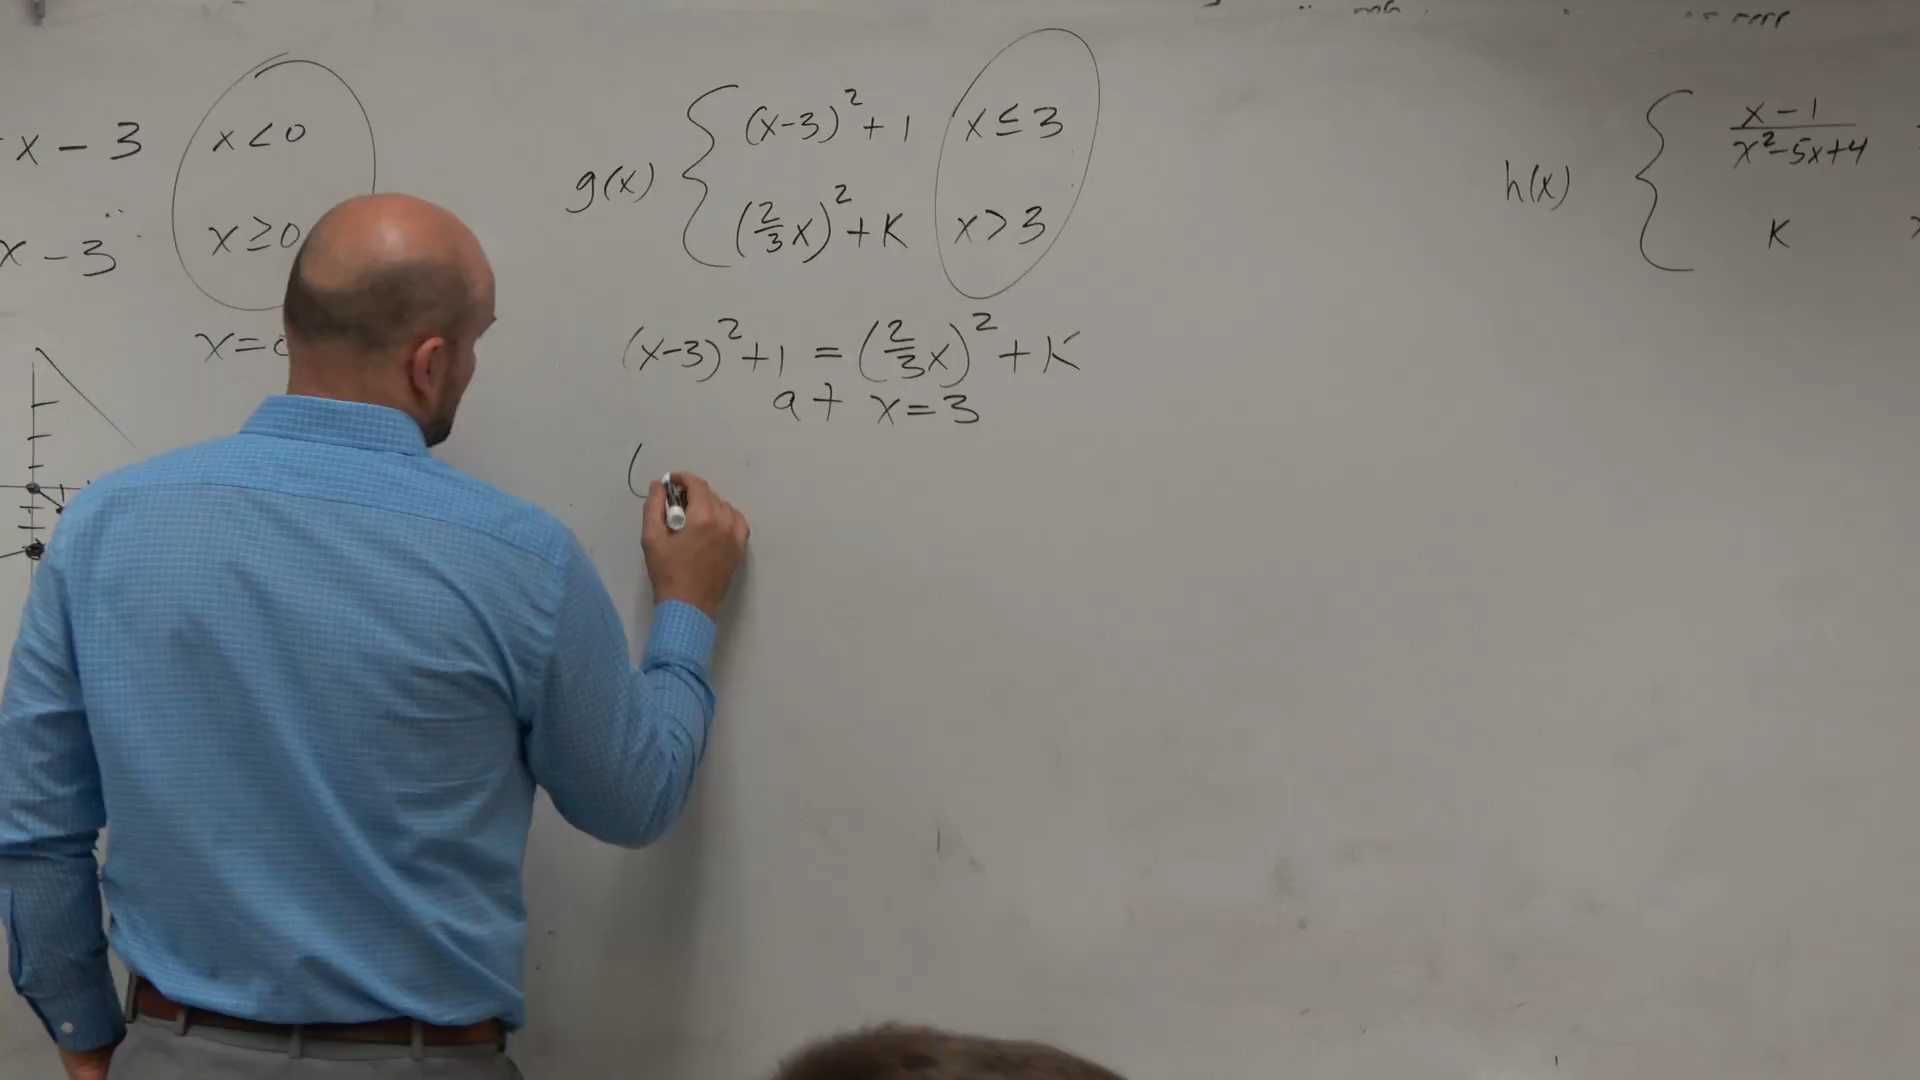 x - 3 x < 0
x - 3 x ≥ 0
x =
g(x) { (x-3)² + 1 x ≤ 3
(2/3 x)² + K x > 3
(x-3)² + 1 = (2/3 x)² + K
at x = 3
(
h(x) { x - 1 / x² - 5x + 4
K